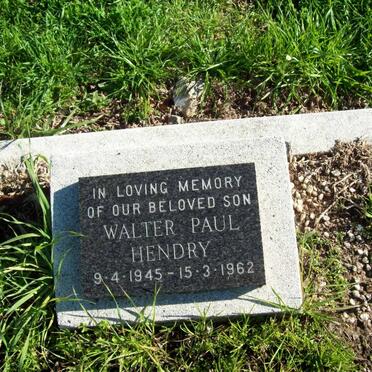 IN LOVING MEMORY
OF OUR BELOVED SON
WALTER PAUL
HENDRY
9-4-1945-15-3-1962